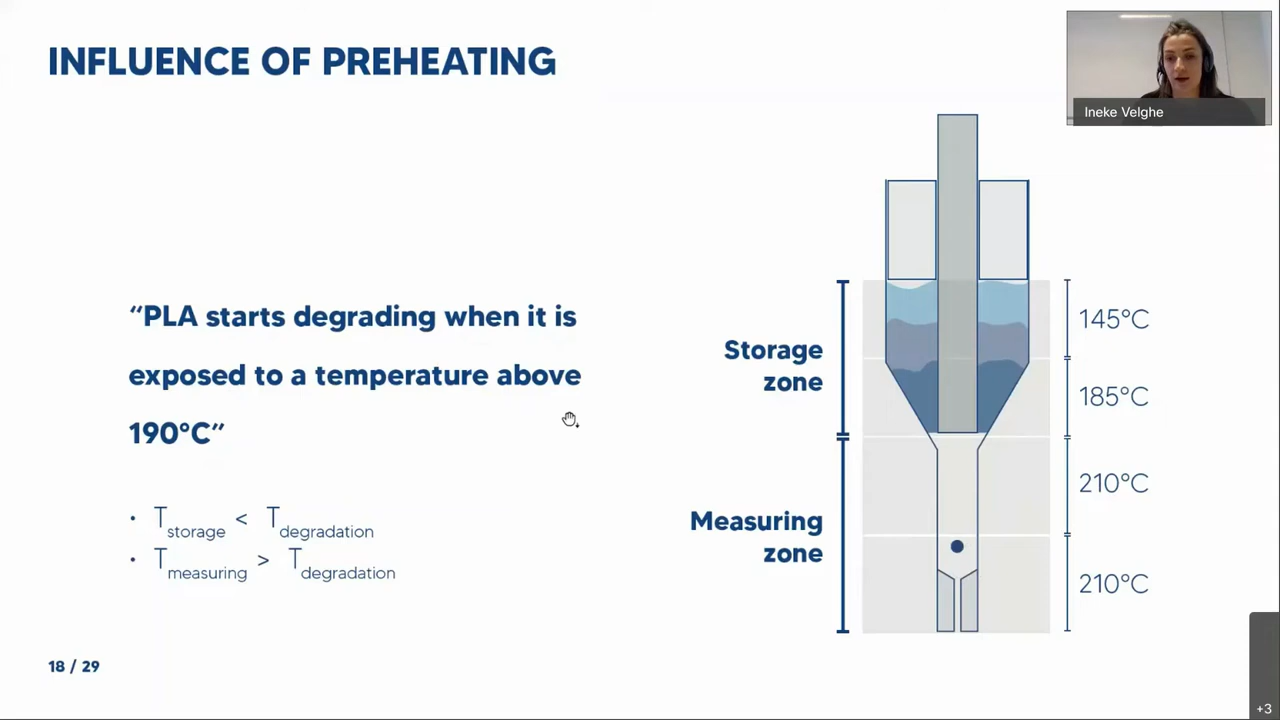 INFLUENCE OF PREHEATING
Ineke Velghe
“PLA starts degrading when it is
exposed to a temperature above
190°C”
• T storage < T degradation
• T measuring > T degradation
Storage
zone
Measuring
zone
145°C
185°C
210°C
210°C
18 / 29
+3